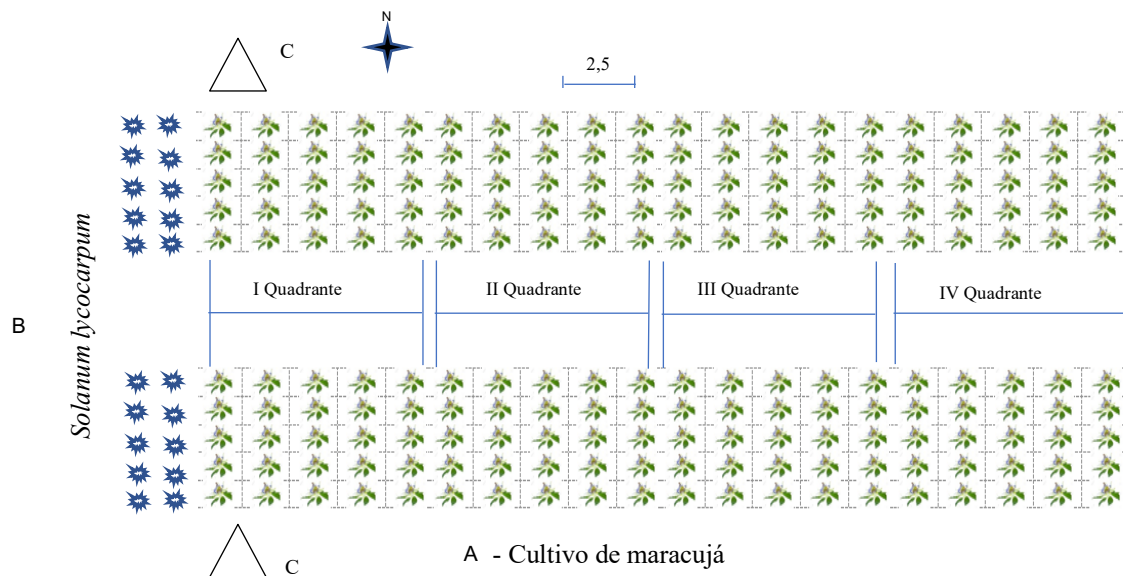 N
C
2,5
I Quadrante
II Quadrante
III Quadrante
IV Quadrante
B
Solanum lycocarpum
A - Cultivo de maracujá
C